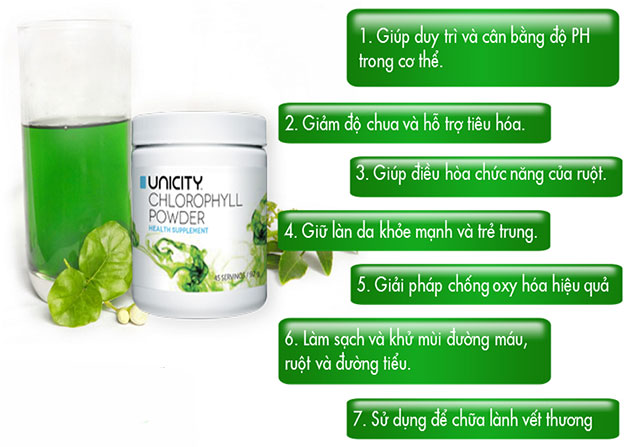 UNICITY
CHLOROPHYLL
POWDER
HEALTH SUPPLEMENT
45 SERVINGS / 92 g
1. Giúp duy trì và cân bằng độ PH
trong cơ thể.
2. Giảm độ chua và hỗ trợ tiêu hóa.
3. Giúp điều hòa chức năng của ruột.
4. Giữ làn da khỏe mạnh và trẻ trung.
5. Giải pháp chống oxy hóa hiệu quả
6. Làm sạch và khử mùi đường máu,
ruột và đường tiểu.
7. Sử dụng để chữa lành vết thương